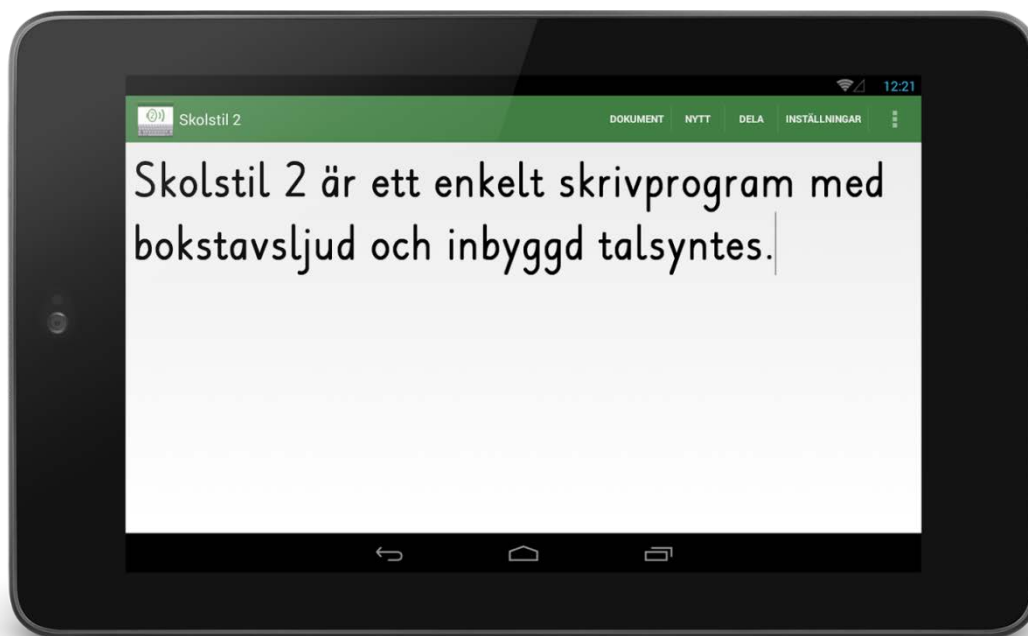 12:21
Skolstil 2
DOKUMENT NYTT DELA INSTÄLLNINGAR
Skolstil 2 är ett enkelt skrivprogram med
bokstavsljud och inbyggd talsyntes.